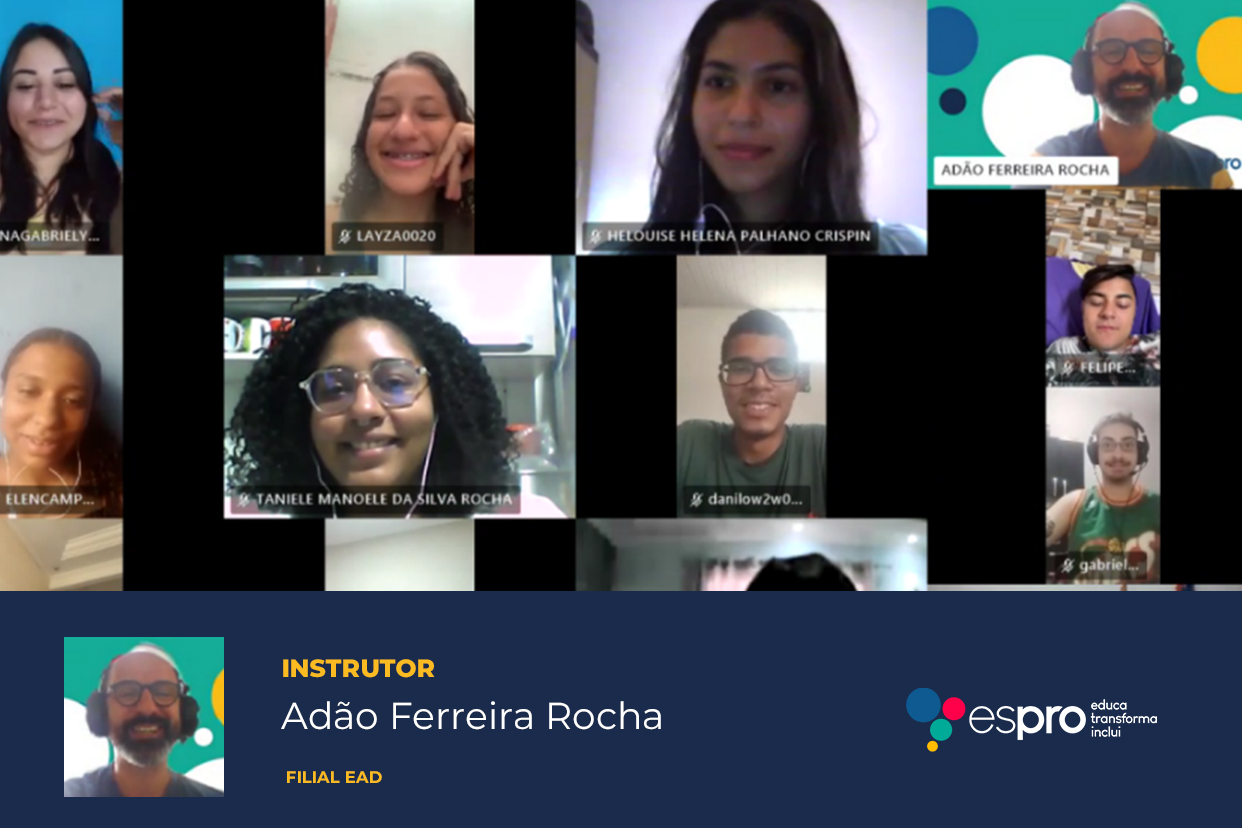 NAGABRIELY...
LAYZA0020
HELOUISE HELENA PALHANO CRISPIN
ADÃO FERREIRA ROCHA
pro
FELIPE...
ELENCAMP...
TANIELE MANOELE DA SILVA ROCHA
danilow2w0...
gabriel...
INSTRUTOR
Adão Ferreira Rocha
FILIAL EAD
espro
educa
transforma
inclui